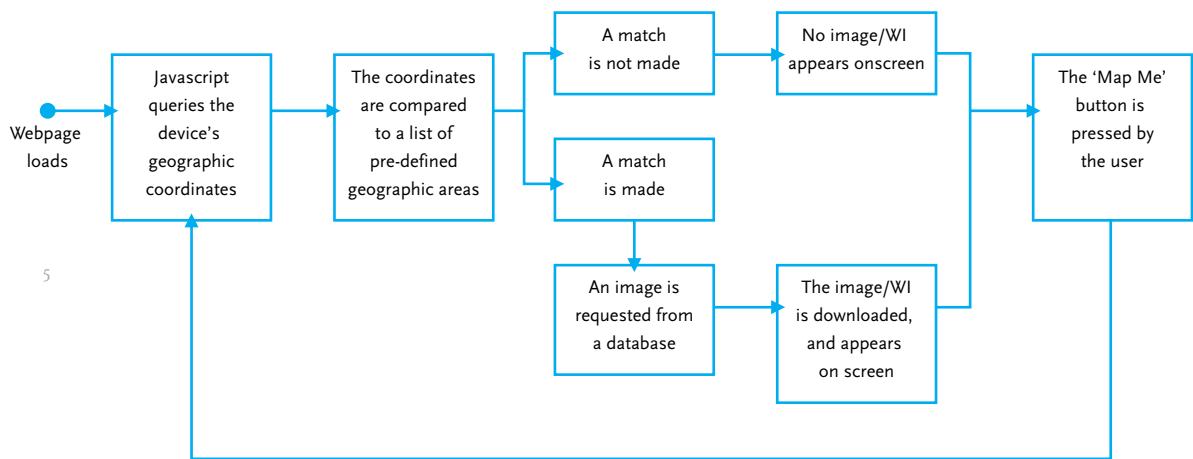 Webpage
loads
Javascript
queries the
device’s
geographic
coordinates
The coordinates
are compared
to a list of
pre-defined
geographic areas
A match
is not made
No image/WI
appears onscreen
A match
is made
An image is
requested from
a database
The image/WI
is downloaded,
and appears
on screen
The ‘Map Me’
button is
pressed by
the user
5